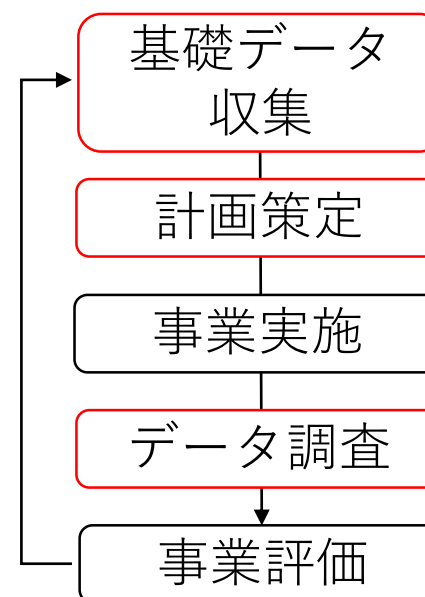 基礎データ
収集
計画策定
事業実施
データ調査
事業評価